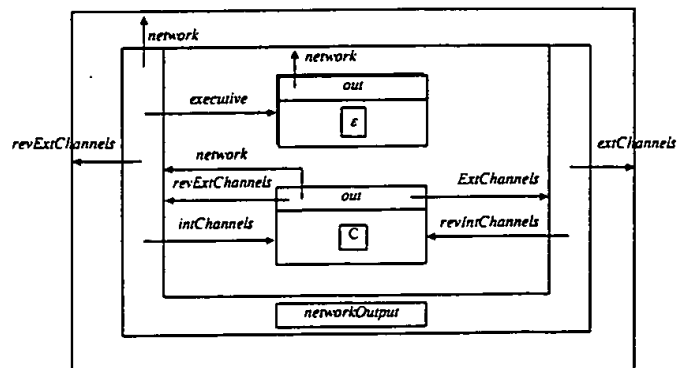 network
network
out
executive
ε
revExtChannels
extChannels
network
revExtChannels
ExtChannels
out
intChannels
C
revIntChannels
networkOutput